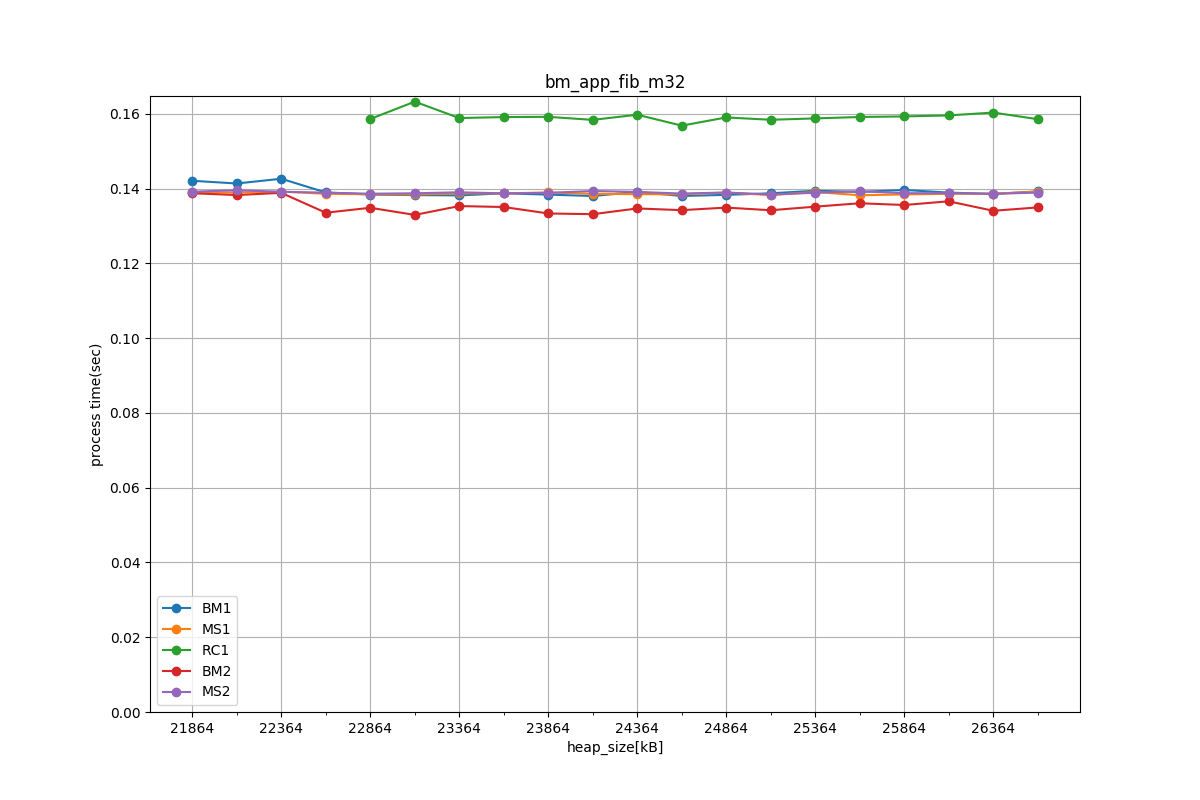 bm_app_fib_m32
process time(sec)
0.16
0.14
0.12
0.10
0.08
0.06
0.04
0.02
0.00
BM1
MS1
RC1
BM2
MS2
21864 22364 22864 23364 23864 24364 24864 25364 25864 26364
heap_size[kB]